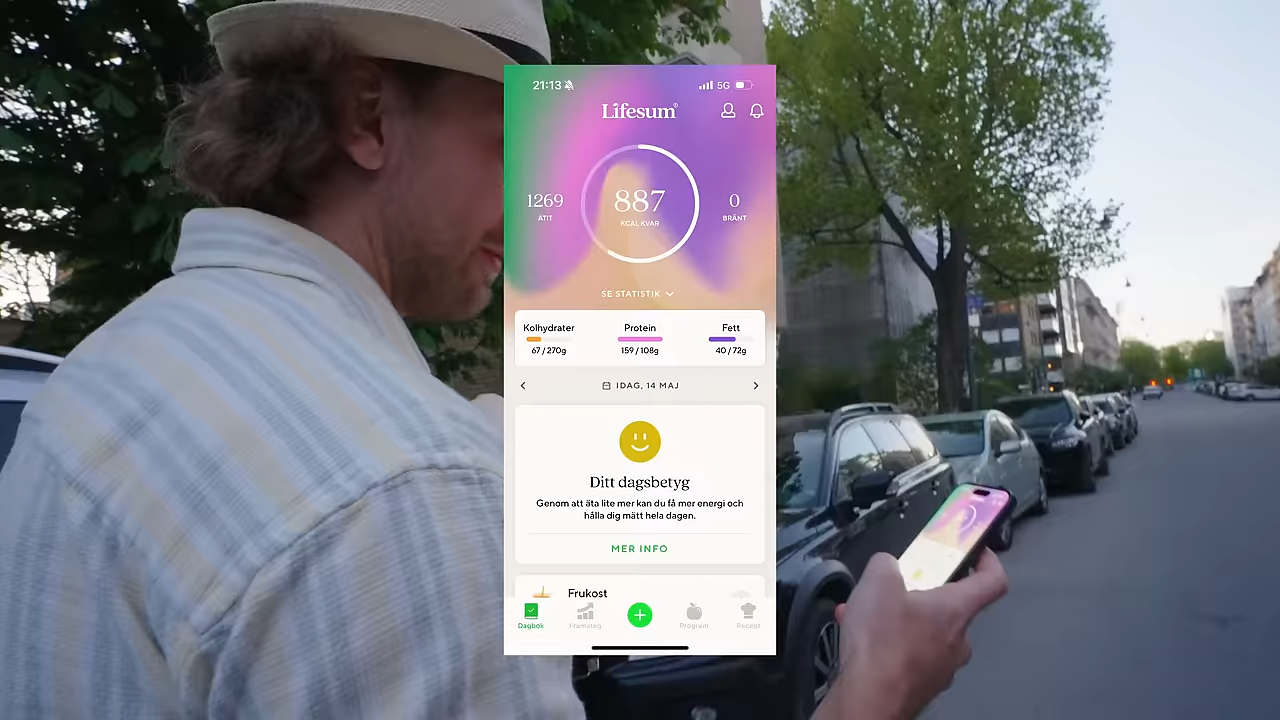 21:13 5G
Lifesum®
1269 887 0
ÄTIT KCAL KVAR BRÄNT
SE STATISTIK
Kolhydrater Protein Fett
67 / 270g 159 / 108g 40 / 72g
IDAG, 14 MAJ
Ditt dagsbetyg
Genom att äta lite mer kan du få mer energi och
hålla dig mätt hela dagen.
MER INFO
Frukost
Dagbok Framsteg Program Recept